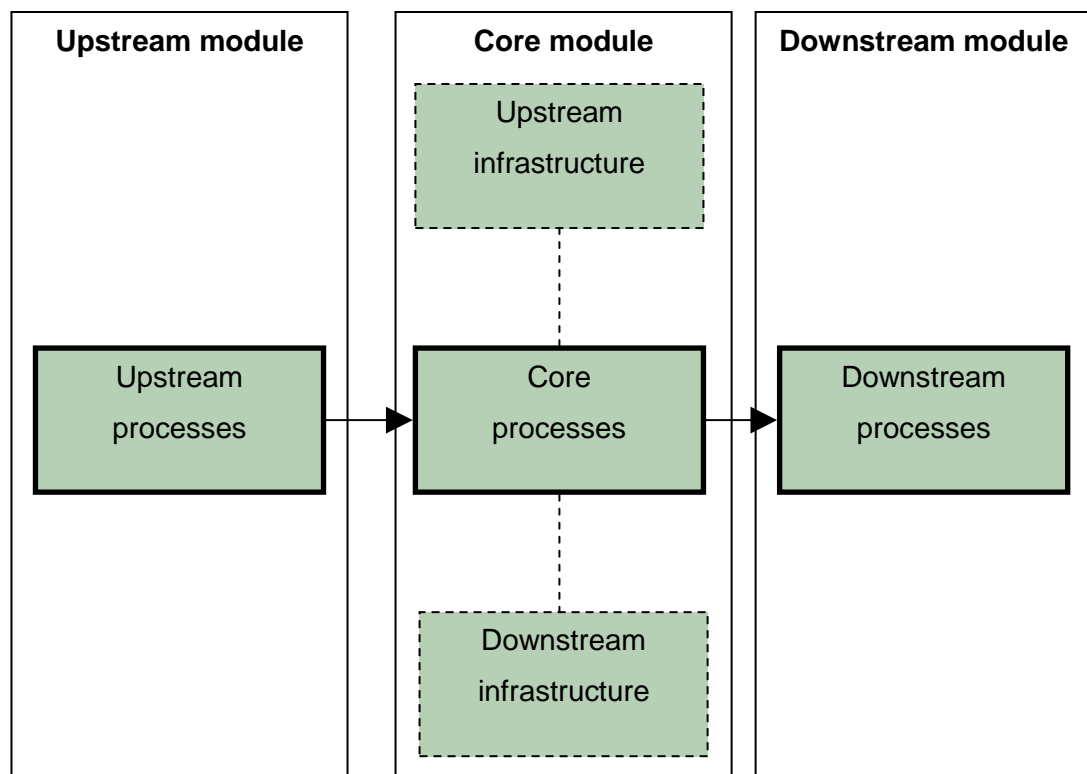 Upstream module
Core module
Downstream module
Upstream
infrastructure
Upstream
processes
Core
processes
Downstream
processes
Downstream
infrastructure